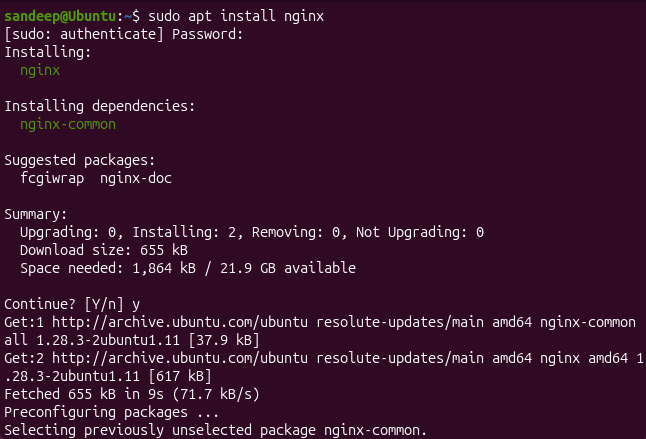 sandeep@Ubuntu:~$ sudo apt install nginx
[sudo: authenticate] Password:
Installing:
  nginx

Installing dependencies:
  nginx-common

Suggested packages:
  fcgiwrap  nginx-doc

Summary:
  Upgrading: 0, Installing: 2, Removing: 0, Not Upgrading: 0
  Download size: 655 kB
  Space needed: 1,864 kB / 21.9 GB available

Continue? [Y/n] y
Get:1 http://archive.ubuntu.com/ubuntu resolute-updates/main amd64 nginx-common
all 1.28.3-2ubuntu1.11 [37.9 kB]
Get:2 http://archive.ubuntu.com/ubuntu resolute-updates/main amd64 nginx amd64 1
.28.3-2ubuntu1.11 [617 kB]
Fetched 655 kB in 9s (71.7 kB/s)
Preconfiguring packages ...
Selecting previously unselected package nginx-common.